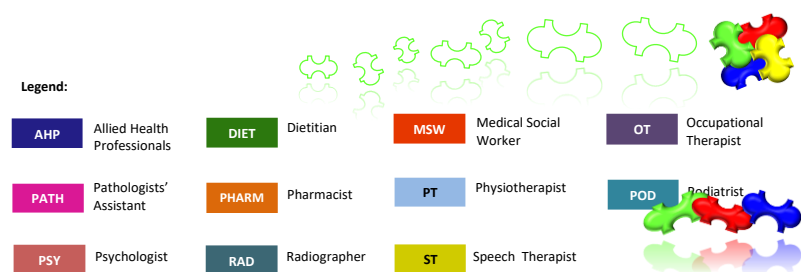 Legend:
AHP Allied Health Professionals
DIET Dietitian
MSW Medical Social Worker
OT Occupational Therapist
PATH Pathologists' Assistant
PHARM Pharmacist
PT Physiotherapist
POD Podiatrist
PSY Psychologist
RAD Radiographer
ST Speech Therapist